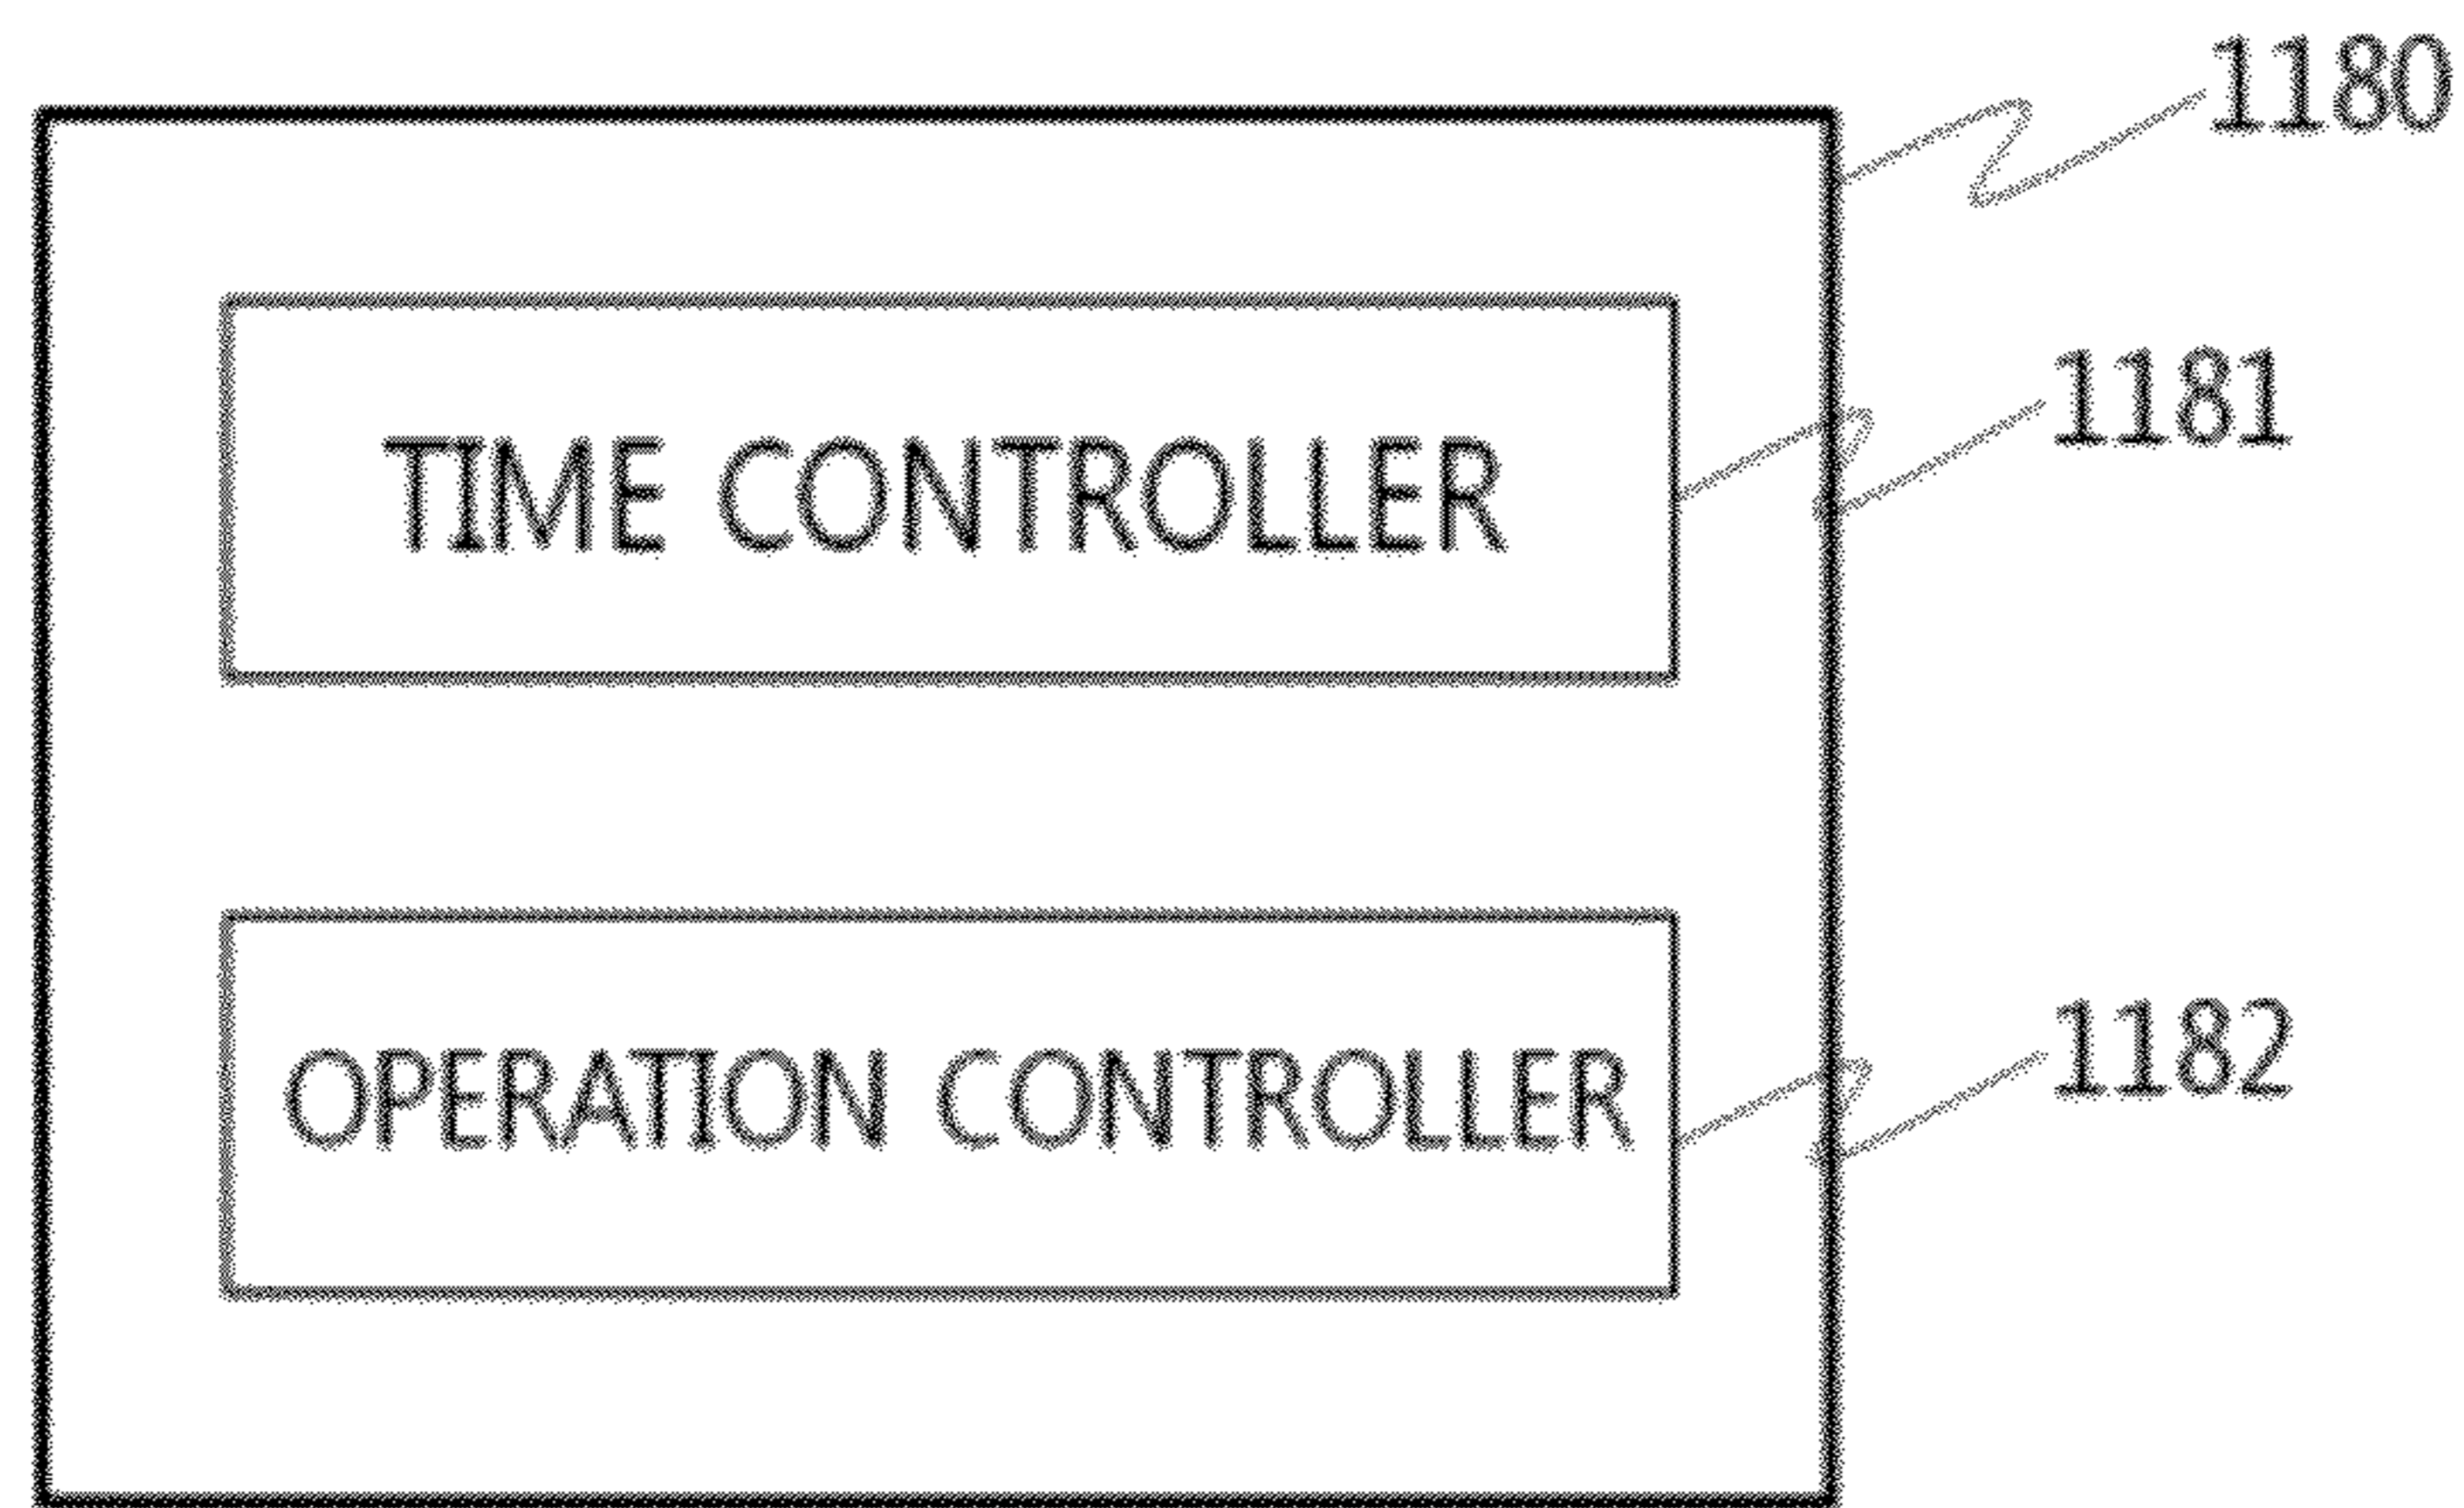 1180
1181
TIME CONTROLLER
1182
OPERATION CONTROLLER